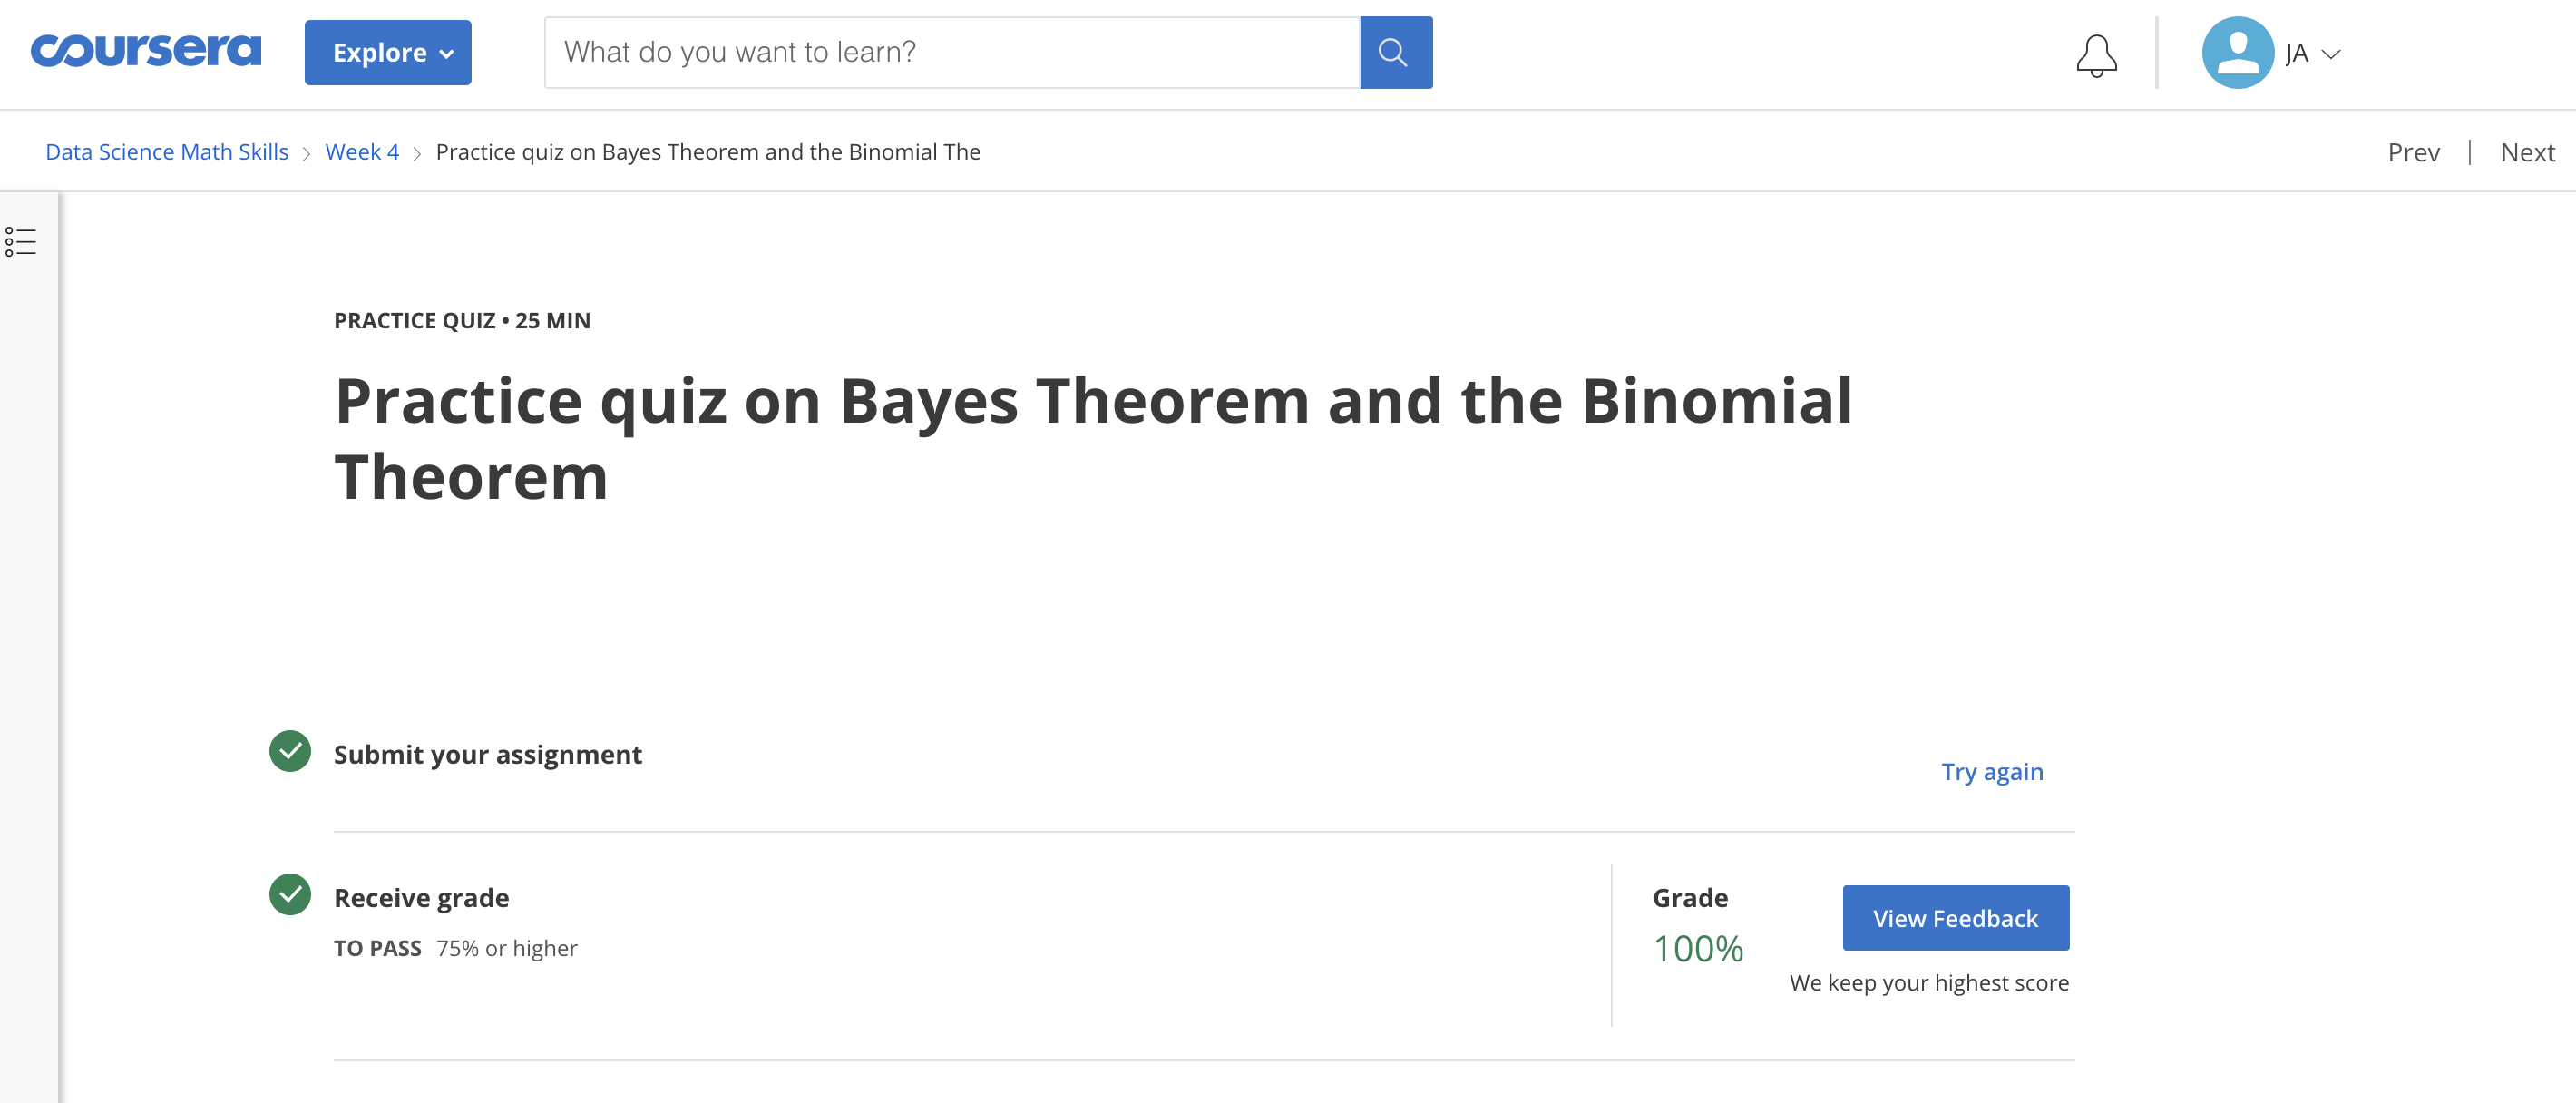 coursera
Explore
What do you want to learn?
JA
Data Science Math Skills > Week 4 > Practice quiz on Bayes Theorem and the Binomial The
Prev | Next
PRACTICE QUIZ • 25 MIN
Practice quiz on Bayes Theorem and the Binomial
Theorem
Submit your assignment
Try again
Receive grade
TO PASS 75% or higher
Grade
100%
View Feedback
We keep your highest score